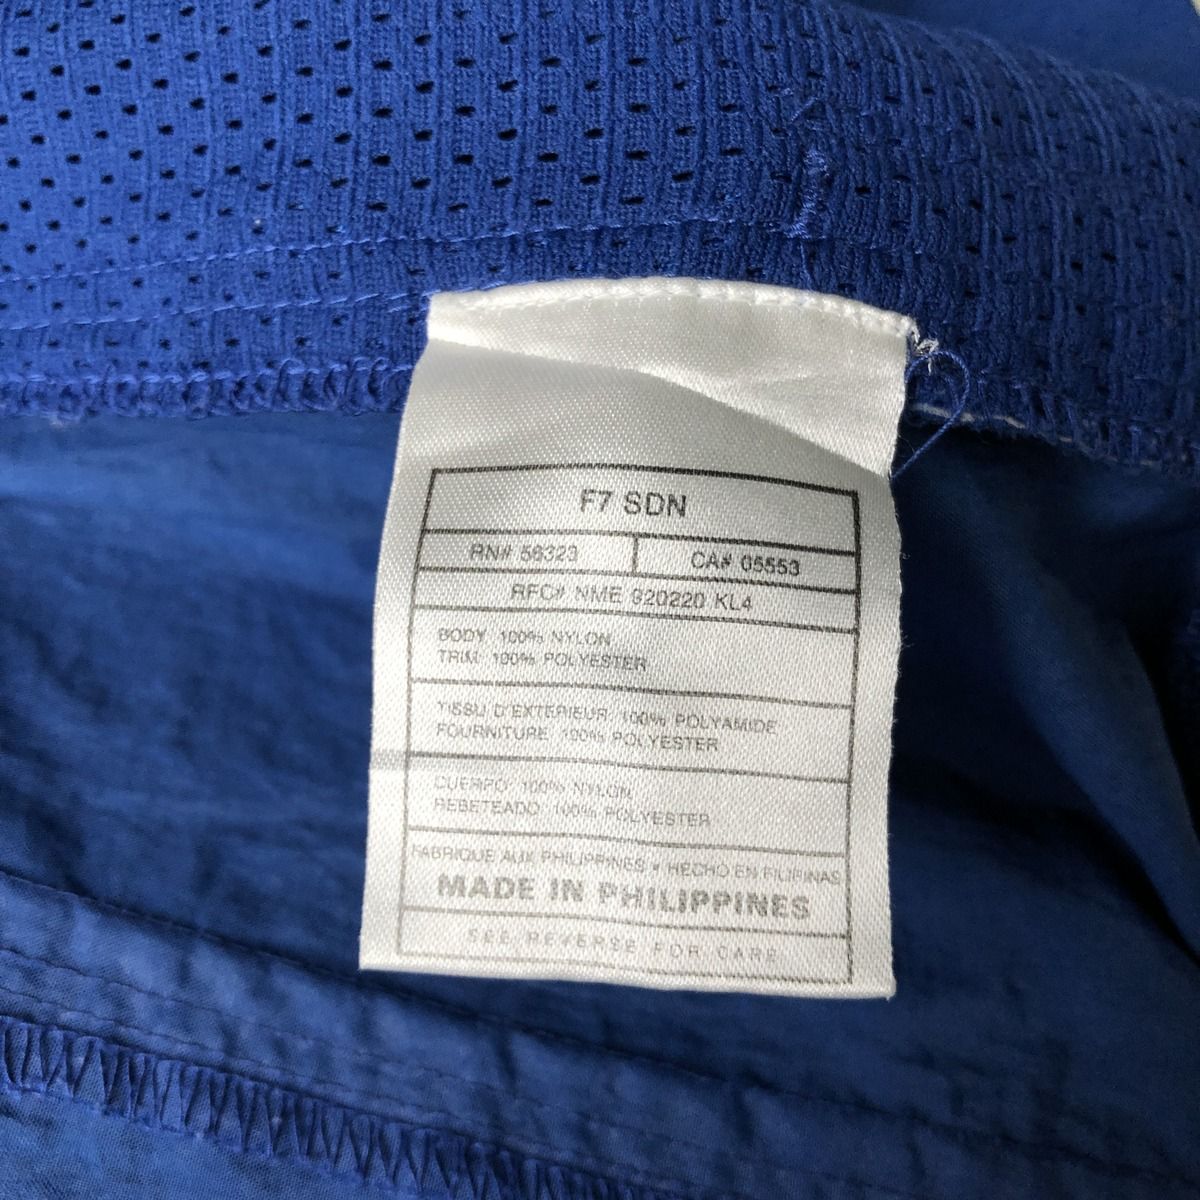 F7 SDN
RN# 56323
CA# 05553
RFC# NME 920220 KL4
BODY 100% NYLON
TRIM: 100% POLYESTER
TISSU D'EXTERIEUR: 100% POLYAMIDE
FOURNITURE 100% POLYESTER
CUERPO: 100% NYLON
REBETEADO: 100% POLYESTER
FABRIQUE AUX PHILIPPINES • HECHO EN FILIPINAS
MADE IN PHILIPPINES
SEE REVERSE FOR CARE